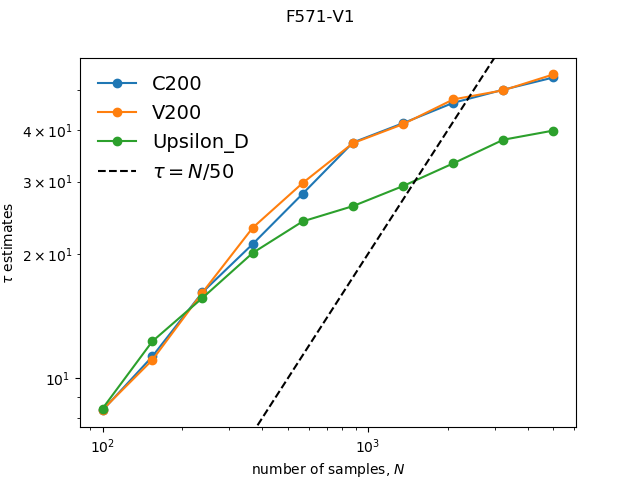 F571-V1
C200
V200
Upsilon_D
τ = N/50
τ estimates
4 × 10¹
3 × 10¹
2 × 10¹
10¹
10²
10³
number of samples, N